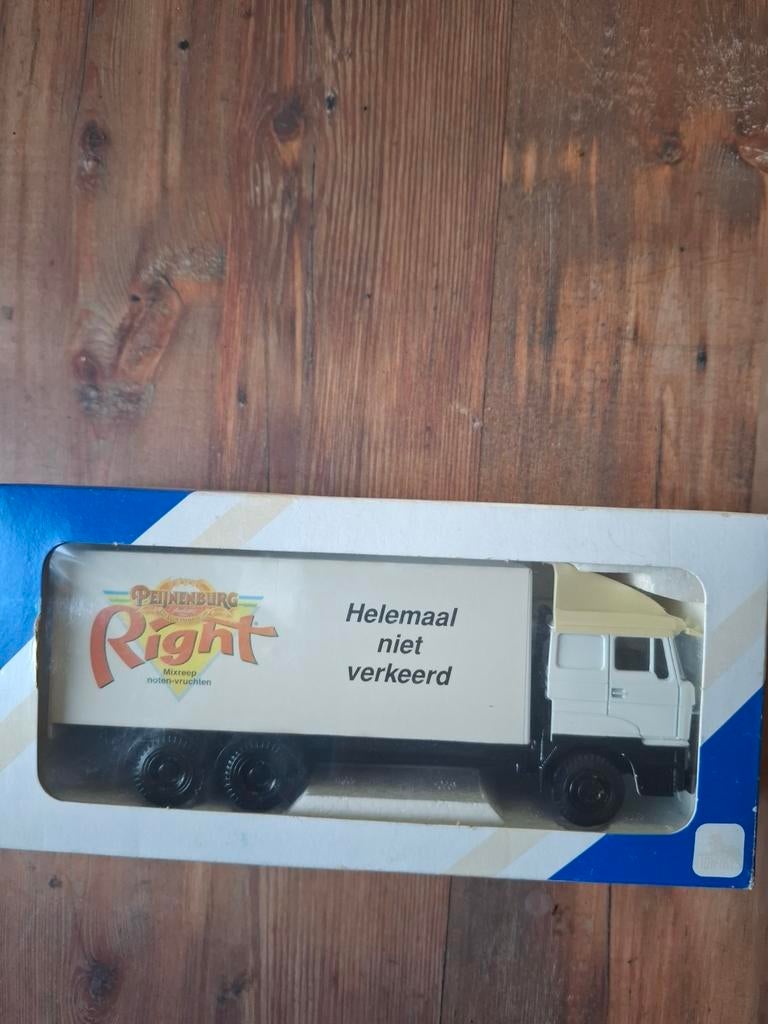 PEIJNENBURG
Right
Mixreep
noten-vruchten
Helemaal
niet
verkeerd